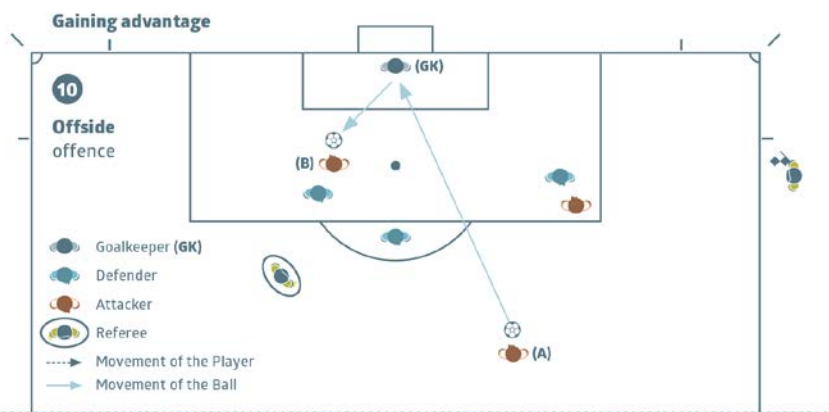 Gaining advantage
(GK)
10
Offside
offence
(B)
Goalkeeper (GK)
Defender
Attacker
Referee
Movement of the Player
Movement of the Ball
(A)